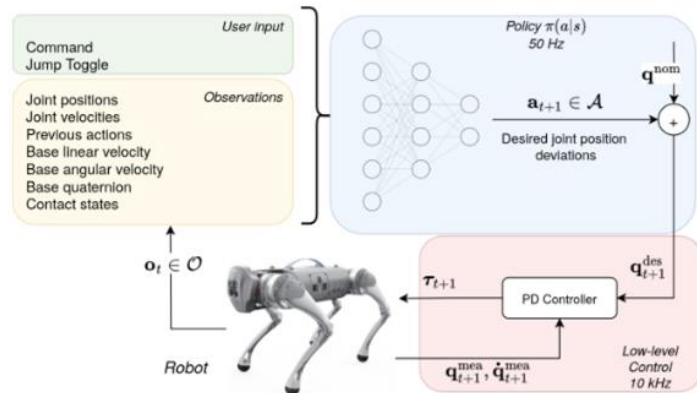 User input
Command
Jump Toggle
Observations
Joint positions
Joint velocities
Previous actions
Base linear velocity
Base angular velocity
Base quaternion
Contact states
Policy π(a|s)
50 Hz
q^nom
a_{t+1} ∈ 𝒜
+
Desired joint position
deviations
o_t ∈ 𝒪
τ_{t+1}
q^des_{t+1}
PD Controller
Robot
q^mea_{t+1}, q̇^mea_{t+1}
Low-level
Control
10 kHz